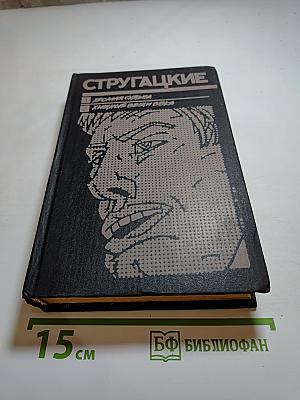 СТРУГАЦКИЕ
ХРОМАЯ СУДЬБА
ХИЩНЫЕ ВЕЩИ ВЕКА
15 см
БФ БИБЛИОФАН